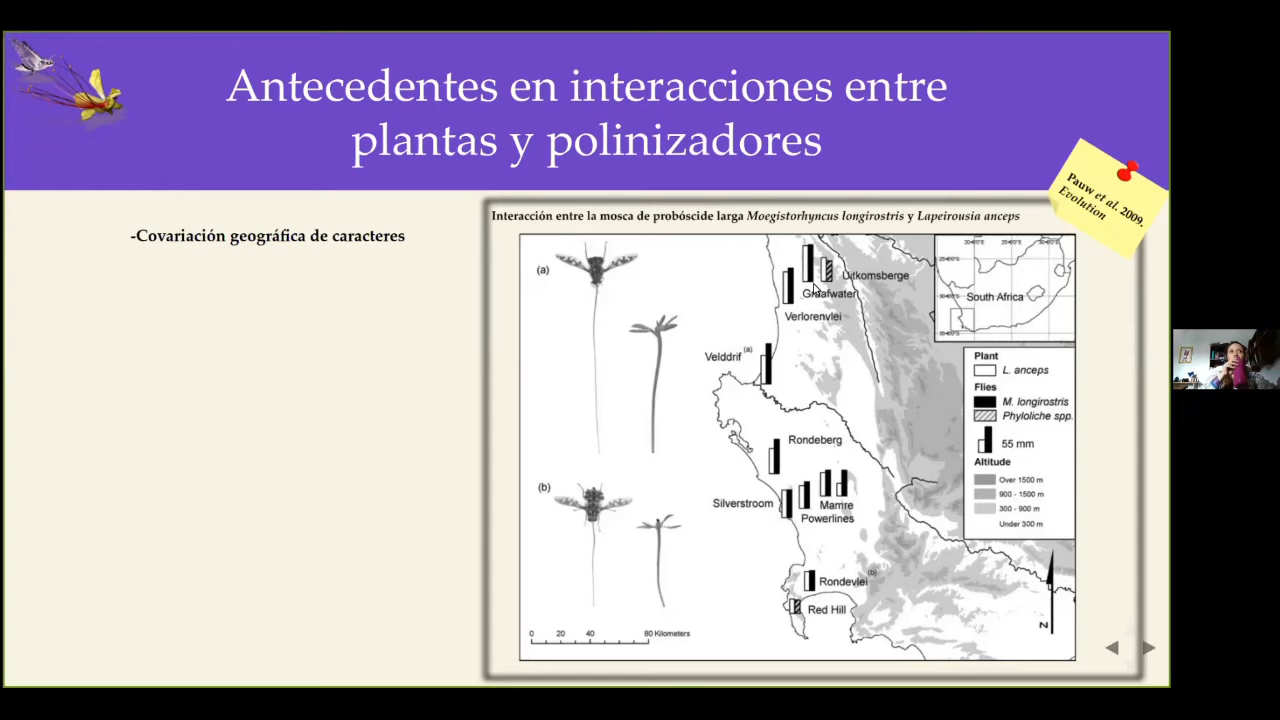 Antecedentes en interacciones entre
plantas y polinizadores
Pauw et al. 2009.
Evolution
-Covariación geográfica de caracteres
Interacción entre la mosca de probóscide larga Moegistorhyncus longirostris y Lapeirousia anceps
(a)
(b)
Uitkomsberge
Graafwater
Verlorenvlei
Velddrif (a)
Rondeberg
Silverstroom
Mamre
Powerlines
Rondevlei (b)
Red Hill
0 20 40 80 Kilometers
South Africa
Plant
L. anceps
Flies
M. longirostris
Phyloliche spp.
55 mm
Altitude
Over 1500 m
900 - 1500 m
300 - 900 m
Under 300 m
N